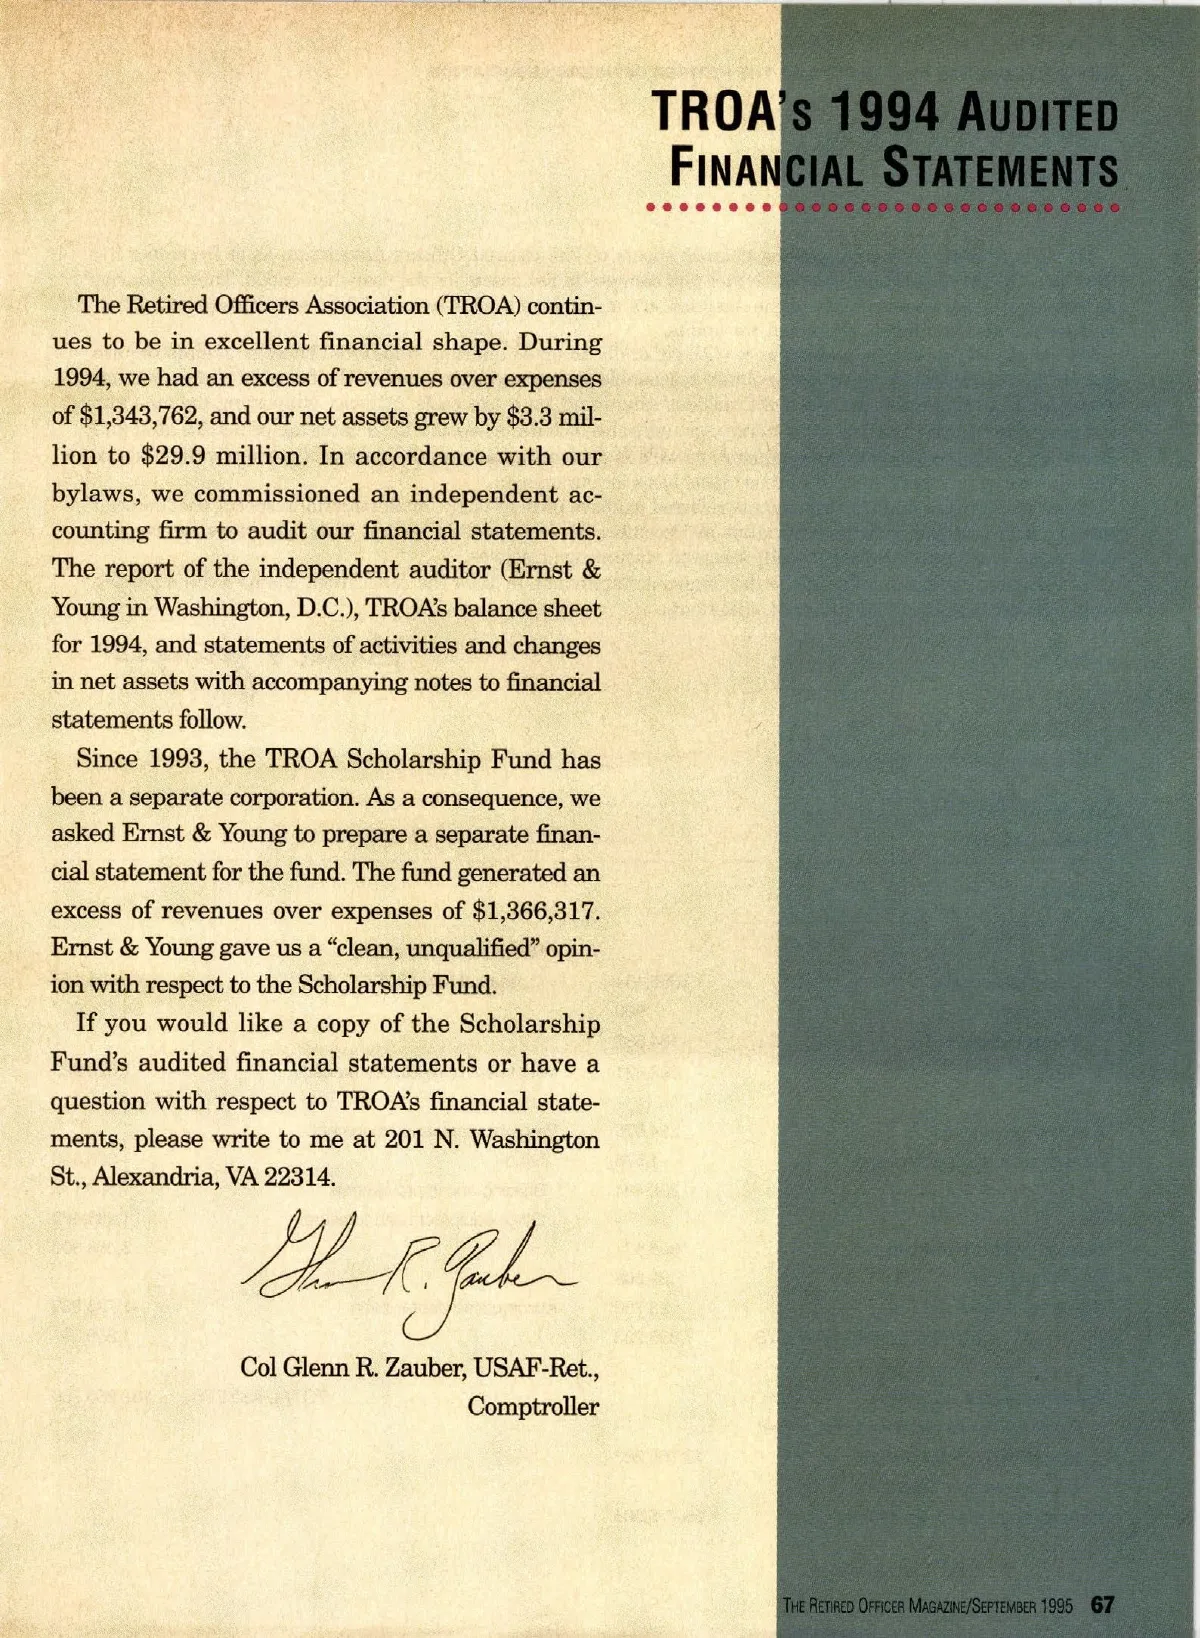 TROA's 1994 Audited
Financial Statements
The Retired Officers Association (TROA) contin-
ues to be in excellent financial shape. During
1994, we had an excess of revenues over expenses
of $1,343,762, and our net assets grew by $3.3 mil-
lion to $29.9 million. In accordance with our
bylaws, we commissioned an independent ac-
counting firm to audit our financial statements.
The report of the independent auditor (Ernst &
Young in Washington, D.C.), TROA's balance sheet
for 1994, and statements of activities and changes
in net assets with accompanying notes to financial
statements follow.
Since 1993, the TROA Scholarship Fund has
been a separate corporation. As a consequence, we
asked Ernst & Young to prepare a separate finan-
cial statement for the fund. The fund generated an
excess of revenues over expenses of $1,366,317.
Ernst & Young gave us a “clean, unqualified” opin-
ion with respect to the Scholarship Fund.
If you would like a copy of the Scholarship
Fund's audited financial statements or have a
question with respect to TROA's financial state-
ments, please write to me at 201 N. Washington
St., Alexandria, VA 22314.
Glenn R. Zauber
Col Glenn R. Zauber, USAF-Ret.,
Comptroller
The Retired Officer Magazine/September 1995 67